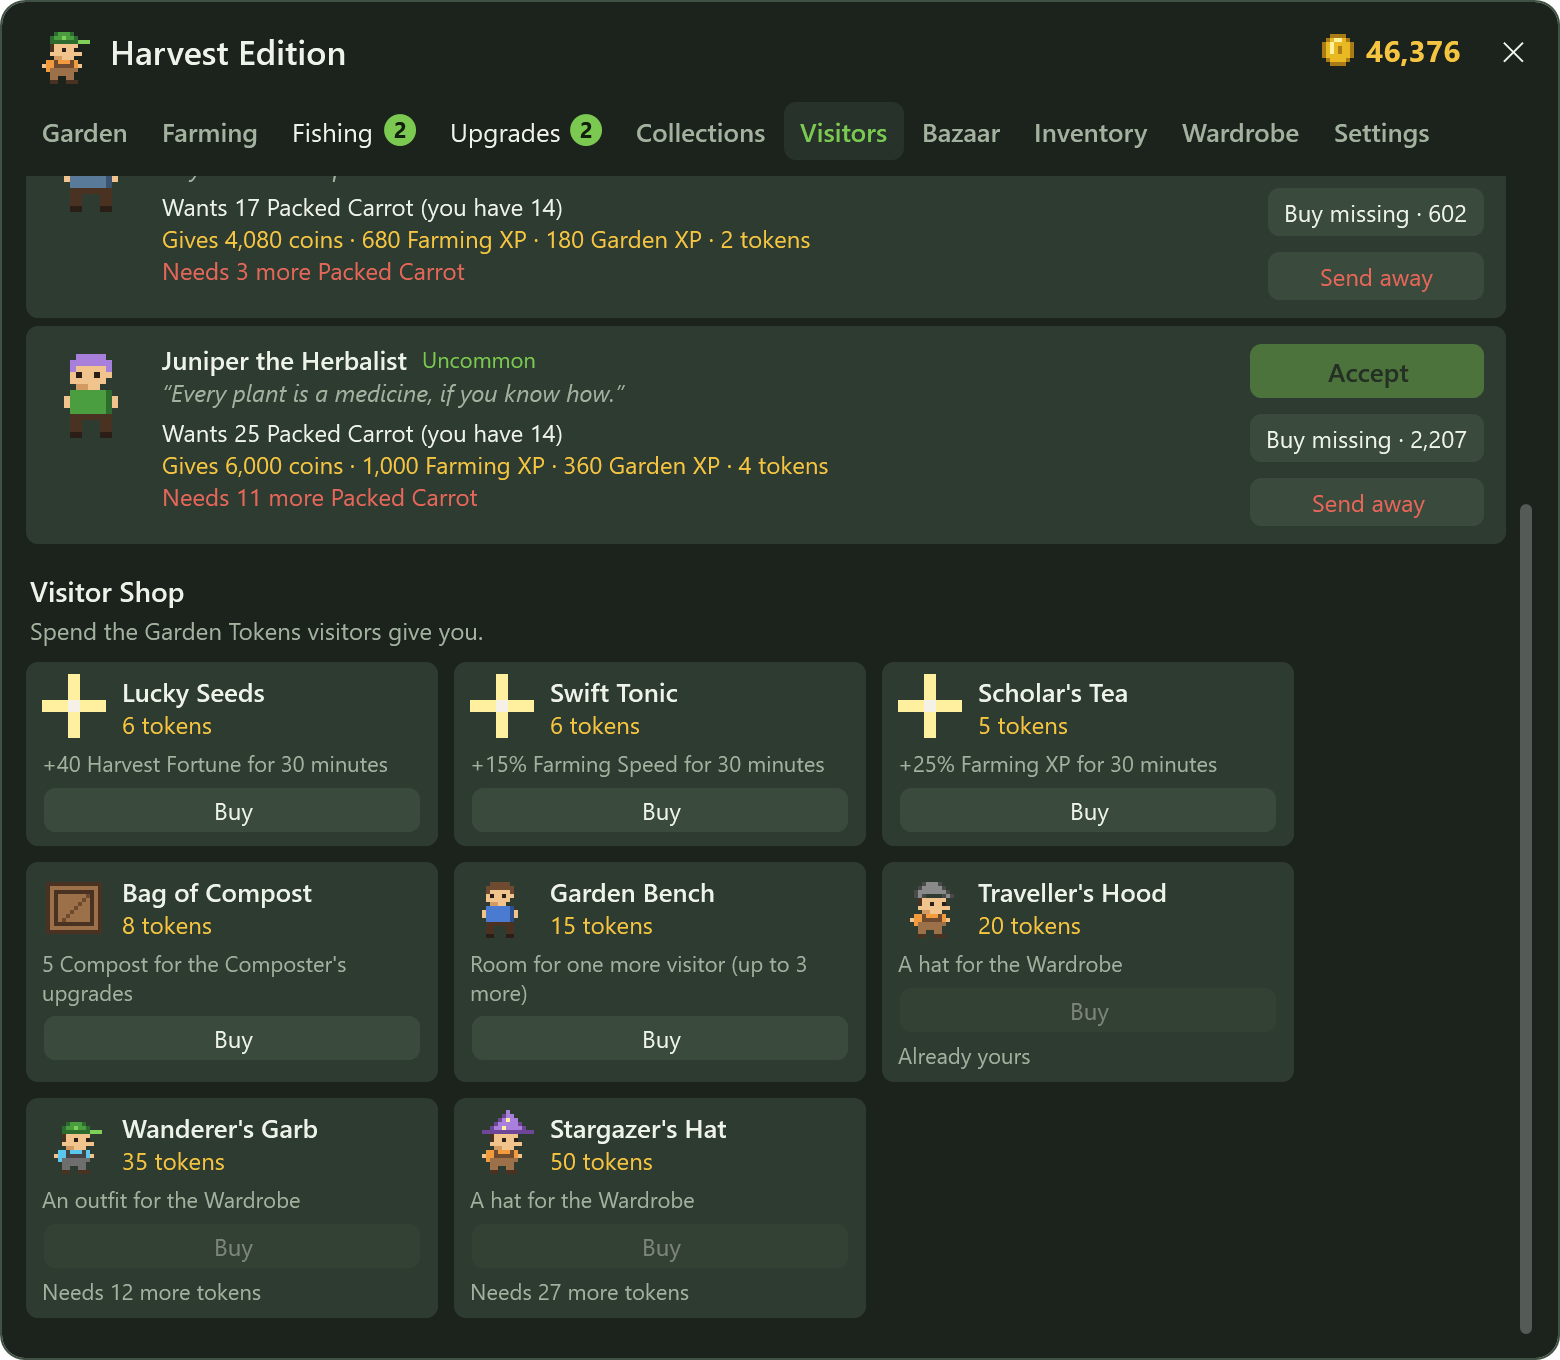 Harvest Edition
46,376
Garden Farming Fishing 2 Upgrades 2 Collections Visitors Bazaar Inventory Wardrobe Settings
Wants 17 Packed Carrot (you have 14)
Gives 4,080 coins · 680 Farming XP · 180 Garden XP · 2 tokens
Needs 3 more Packed Carrot
Buy missing · 602
Send away
Juniper the Herbalist Uncommon
“Every plant is a medicine, if you know how.”
Wants 25 Packed Carrot (you have 14)
Gives 6,000 coins · 1,000 Farming XP · 360 Garden XP · 4 tokens
Needs 11 more Packed Carrot
Accept
Buy missing · 2,207
Send away
Visitor Shop
Spend the Garden Tokens visitors give you.
Lucky Seeds
6 tokens
+40 Harvest Fortune for 30 minutes
Buy
Swift Tonic
6 tokens
+15% Farming Speed for 30 minutes
Buy
Scholar's Tea
5 tokens
+25% Farming XP for 30 minutes
Buy
Bag of Compost
8 tokens
5 Compost for the Composter's
upgrades
Buy
Garden Bench
15 tokens
Room for one more visitor (up to 3
more)
Buy
Traveller's Hood
20 tokens
A hat for the Wardrobe
Buy
Already yours
Wanderer's Garb
35 tokens
An outfit for the Wardrobe
Buy
Needs 12 more tokens
Stargazer's Hat
50 tokens
A hat for the Wardrobe
Buy
Needs 27 more tokens